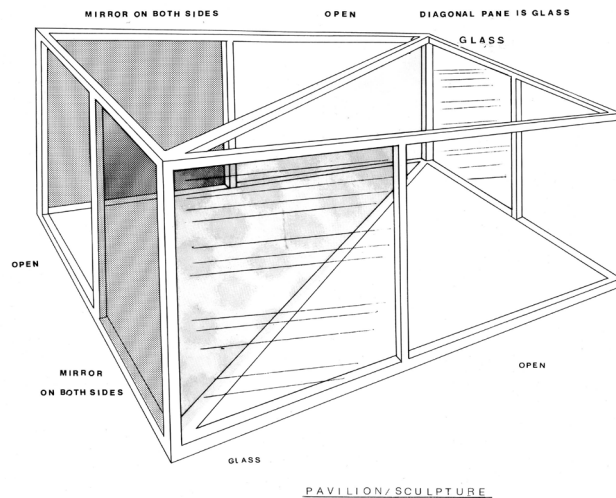 MIRROR ON BOTH SIDES
OPEN
DIAGONAL PANE IS GLASS
GLASS
OPEN
MIRROR
ON BOTH SIDES
OPEN
GLASS
PAVILION/SCULPTURE